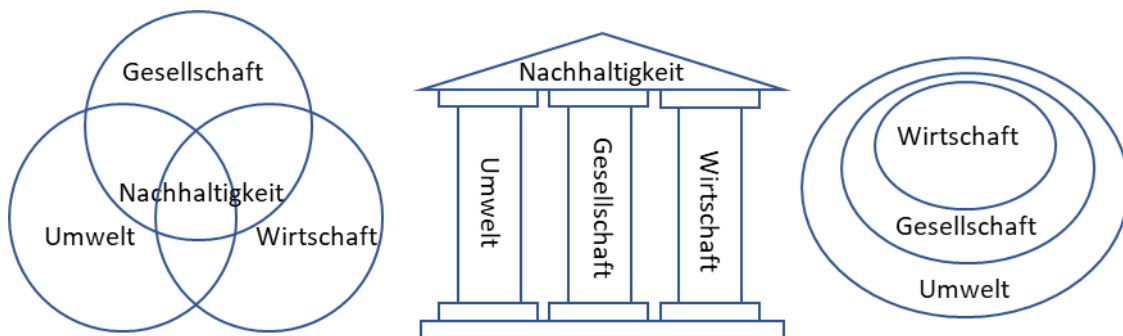 Gesellschaft
Nachhaltigkeit
Umwelt
Wirtschaft
Nachhaltigkeit
Umwelt
Gesellschaft
Wirtschaft
Wirtschaft
Gesellschaft
Umwelt